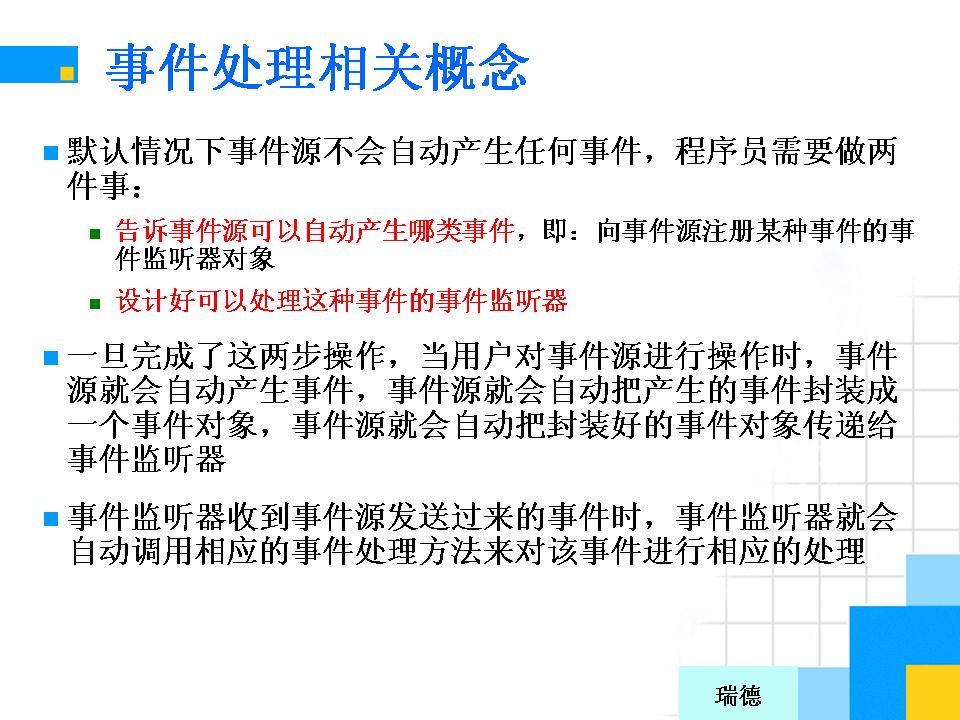 事件处理相关概念
默认情况下事件源不会自动产生任何事件，程序员需要做两
件事：
告诉事件源可以自动产生哪类事件，即：向事件源注册某种事件的事
件监听器对象
设计好可以处理这种事件的事件监听器
一旦完成了这两步操作，当用户对事件源进行操作时，事件
源就会自动产生事件，事件源就会自动把产生的事件封装成
一个事件对象，事件源就会自动把封装好的事件对象传递给
事件监听器
事件监听器收到事件源发送过来的事件时，事件监听器就会
自动调用相应的事件处理方法来对该事件进行相应的处理
瑞德